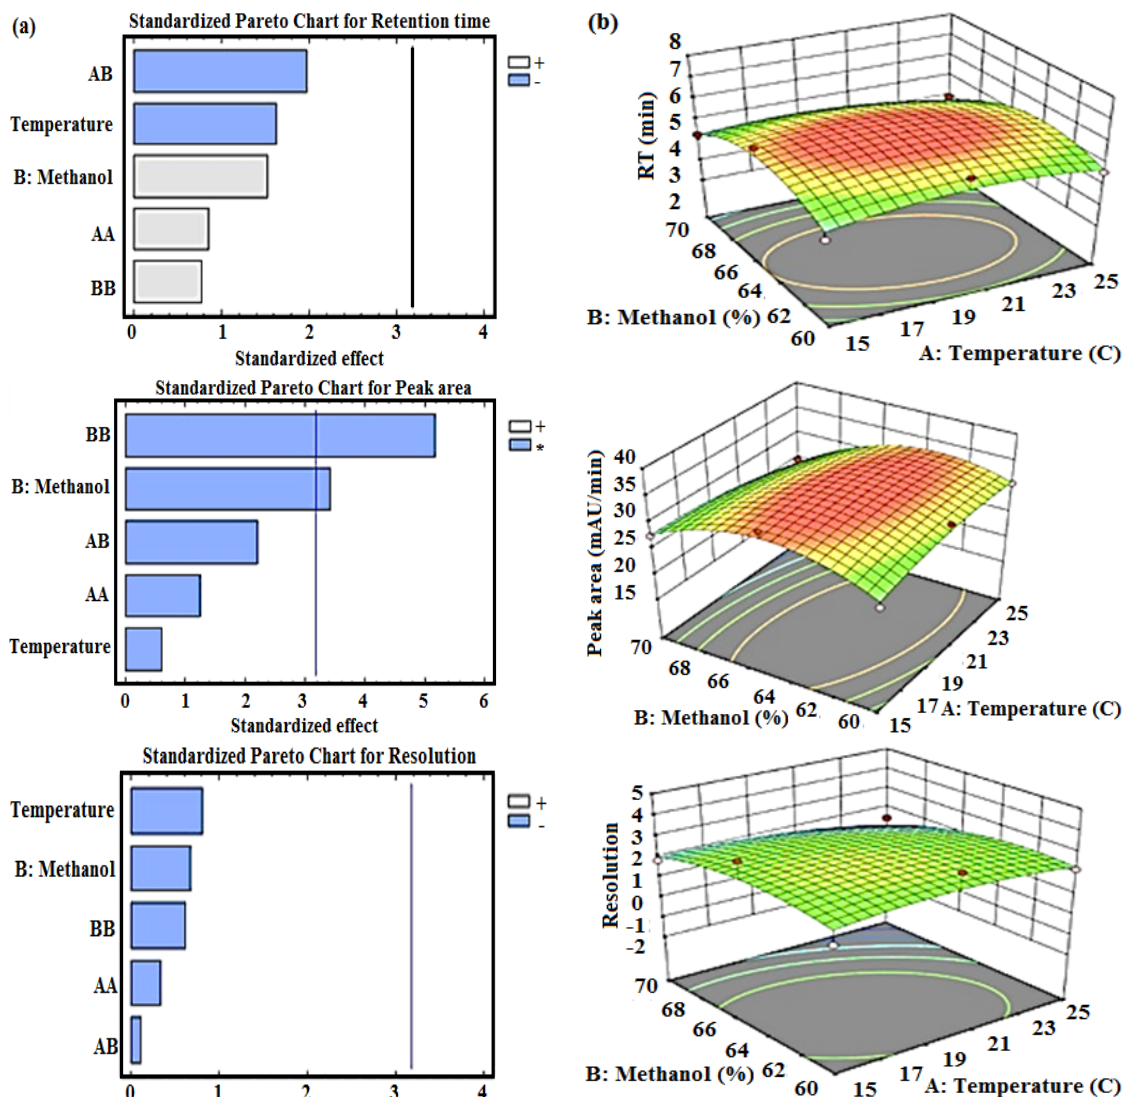 (a)
Standardized Pareto Chart for Retention time
AB
Temperature
B: Methanol
AA
BB
+
-
0 1 2 3 4
Standardized effect
Standardized Pareto Chart for Peak area
BB
B: Methanol
AB
AA
Temperature
+
*
0 1 2 3 4 5 6
Standardized effect
Standardized Pareto Chart for Resolution
Temperature
B: Methanol
BB
AA
AB
+
-
0 1 2 3 4
(b)
8
7
6
5
4
3
2
RT (min)
70 68 66 64 62 60
B: Methanol (%)
15 17 19 21 23 25
A: Temperature (C)
40
35
30
25
20
15
Peak area (mAU/min)
70 68 66 64 62 60
B: Methanol (%)
15 17 19 21 23 25
A: Temperature (C)
5
4
3
2
1
0
-1
-2
Resolution
70 68 66 64 62 60
B: Methanol (%)
15 17 19 21 23 25
A: Temperature (C)